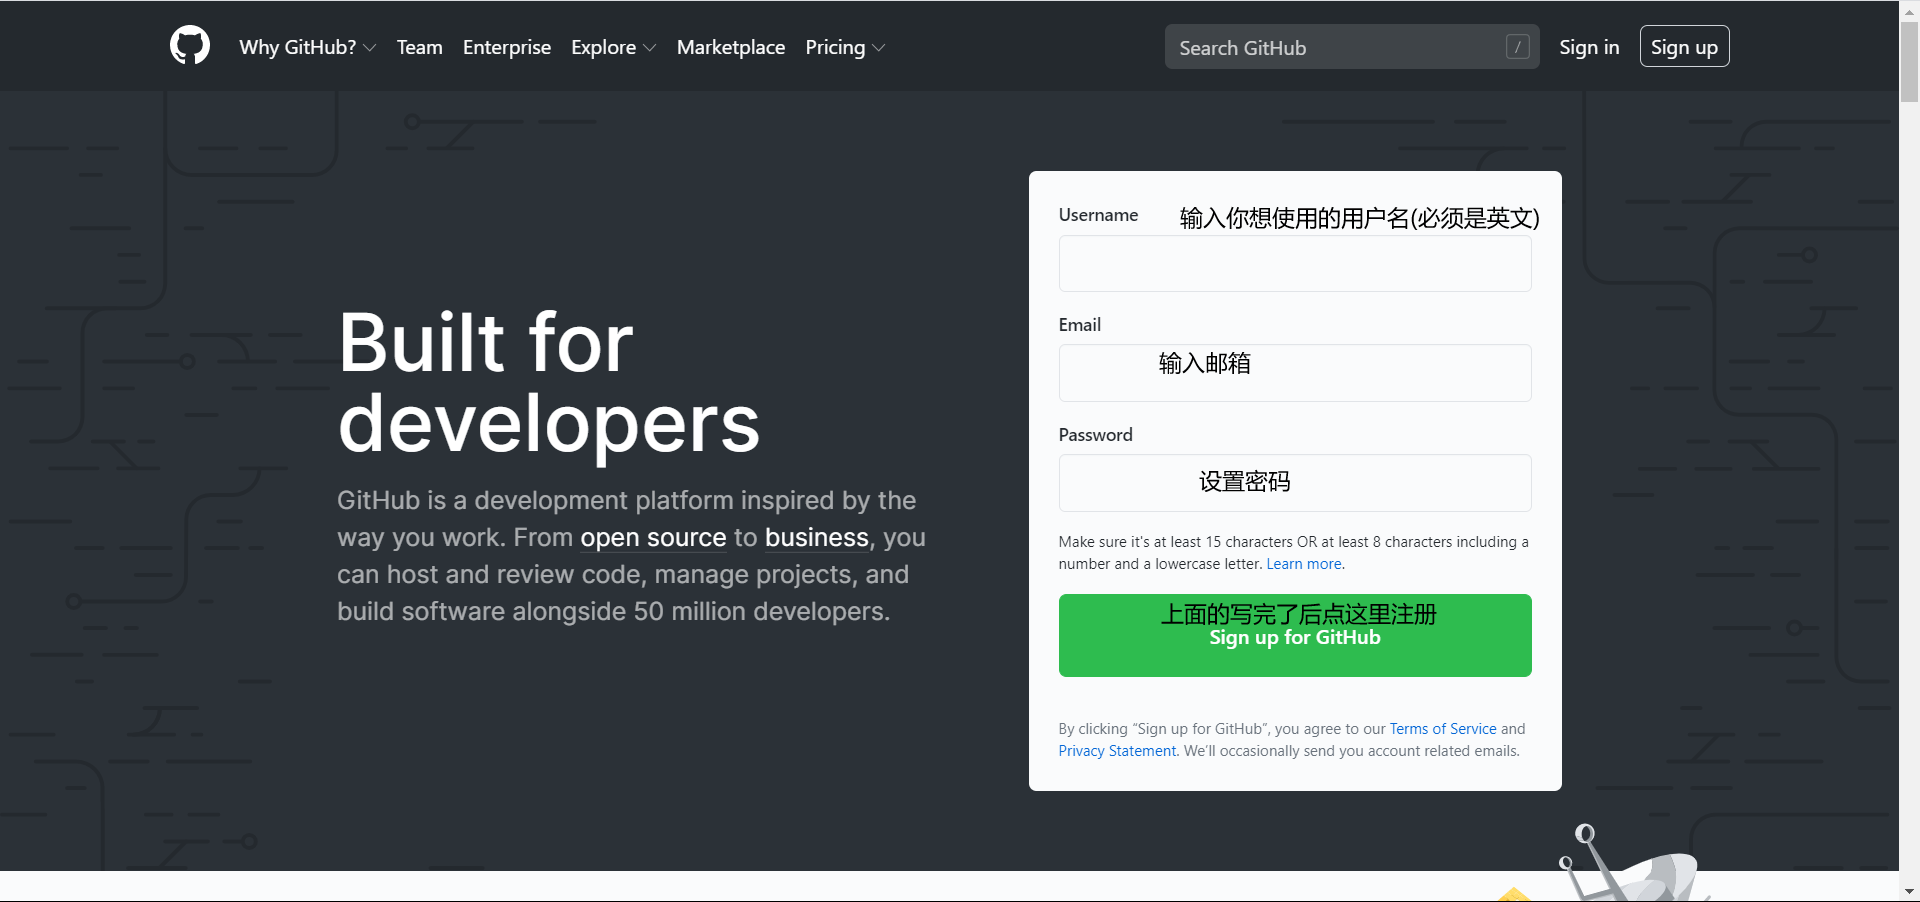 Why GitHub? Team Enterprise Explore Marketplace Pricing Search GitHub / Sign in Sign up
Built for
developers
GitHub is a development platform inspired by the
way you work. From open source to business, you
can host and review code, manage projects, and
build software alongside 50 million developers.
Username 输入你想使用的用户名(必须是英文)
Email
输入邮箱
Password
设置密码
Make sure it's at least 15 characters OR at least 8 characters including a
number and a lowercase letter. Learn more.
上面的写完了后点这里注册
Sign up for GitHub
By clicking “Sign up for GitHub”, you agree to our Terms of Service and
Privacy Statement. We’ll occasionally send you account related emails.